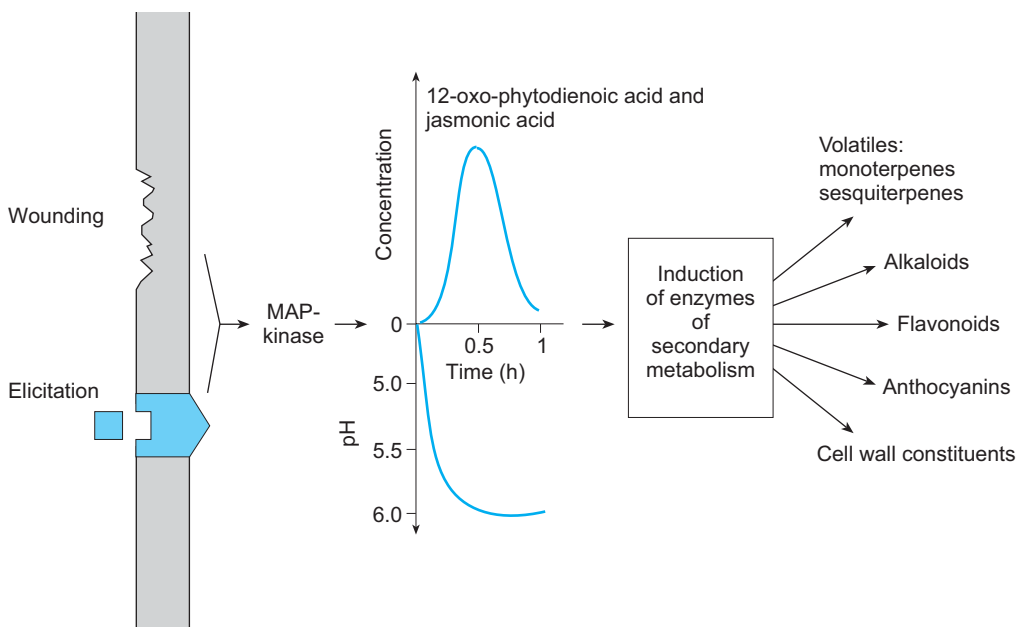 Wounding
Elicitation
MAP-
kinase
12-oxo-phytodienoic acid and
jasmonic acid
Concentration
0
0.5
1
Time (h)
5.0
5.5
6.0
pH
Induction
of enzymes
of
secondary
metabolism
Volatiles:
monoterpenes
sesquiterpenes
Alkaloids
Flavonoids
Anthocyanins
Cell wall constituents